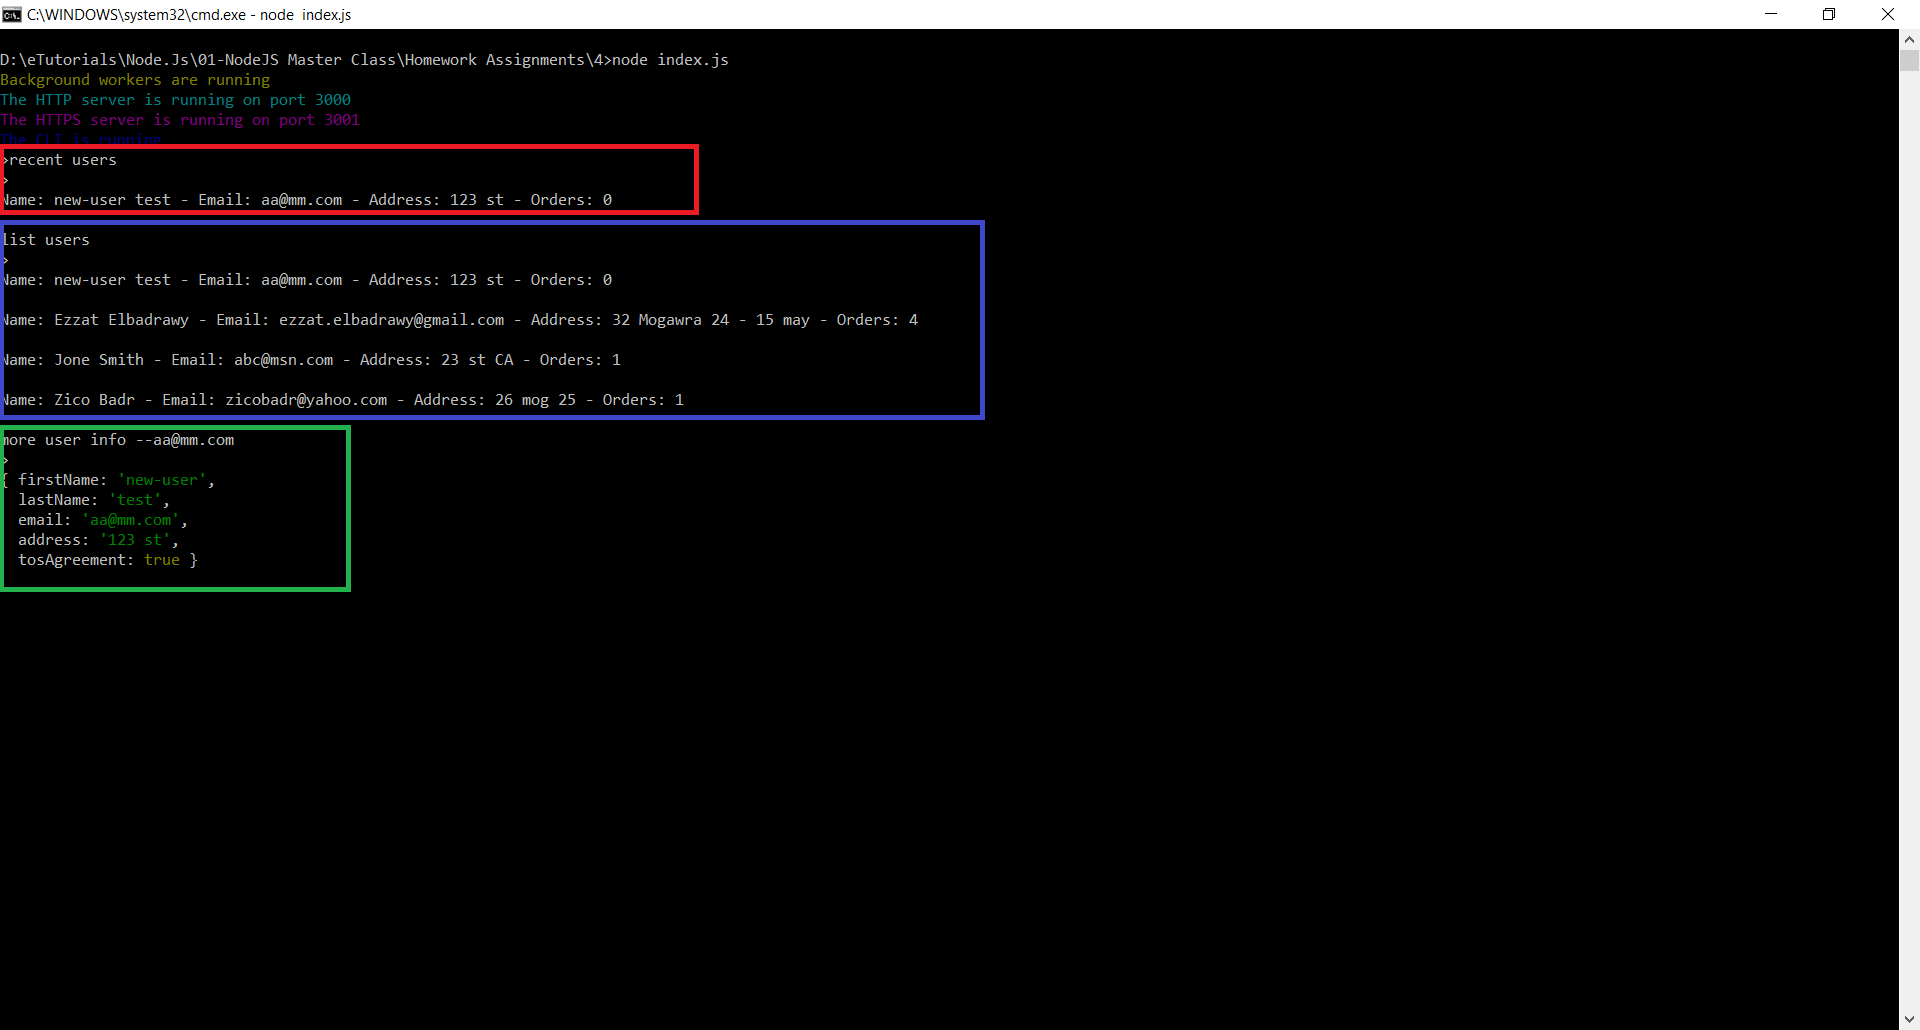 C:\WINDOWS\system32\cmd.exe - node  index.js
D:\eTutorials\Node.Js\01-NodeJS Master Class\Homework Assignments\4>node index.js
Background workers are running
The HTTP server is running on port 3000
The HTTPS server is running on port 3001
The CLI is running
>recent users
>
Name: new-user test - Email: aa@mm.com - Address: 123 st - Orders: 0
list users
>
Name: new-user test - Email: aa@mm.com - Address: 123 st - Orders: 0
Name: Ezzat Elbadrawy - Email: ezzat.elbadrawy@gmail.com - Address: 32 Mogawra 24 - 15 may - Orders: 4
Name: Jone Smith - Email: abc@msn.com - Address: 23 st CA - Orders: 1
Name: Zico Badr - Email: zicobadr@yahoo.com - Address: 26 mog 25 - Orders: 1
more user info --aa@mm.com
>
{ firstName: 'new-user',
  lastName: 'test',
  email: 'aa@mm.com',
  address: '123 st',
  tosAgreement: true }